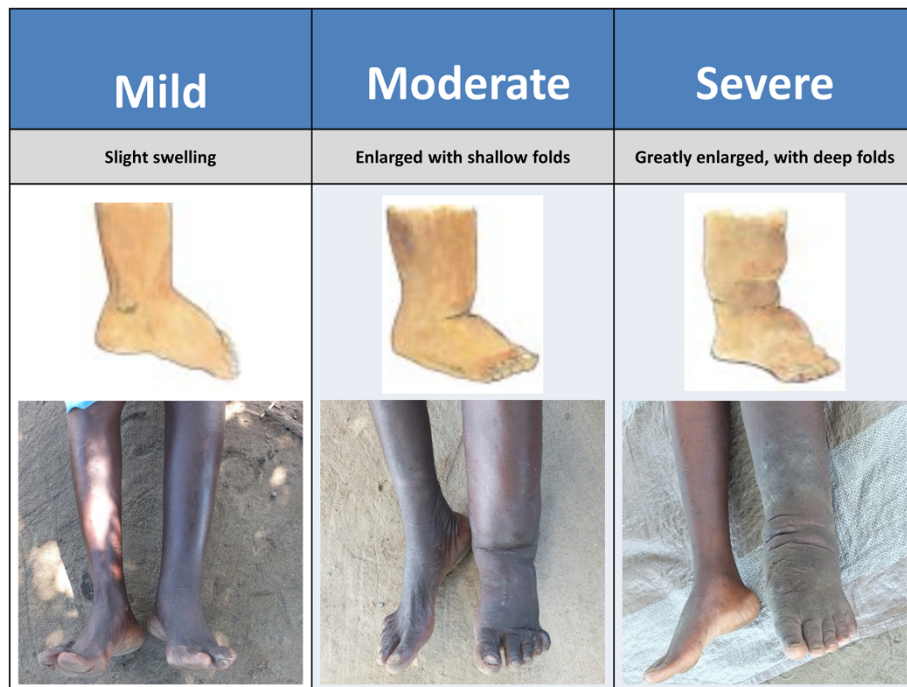 Mild
Moderate
Severe
Slight swelling
Enlarged with shallow folds
Greatly enlarged, with deep folds